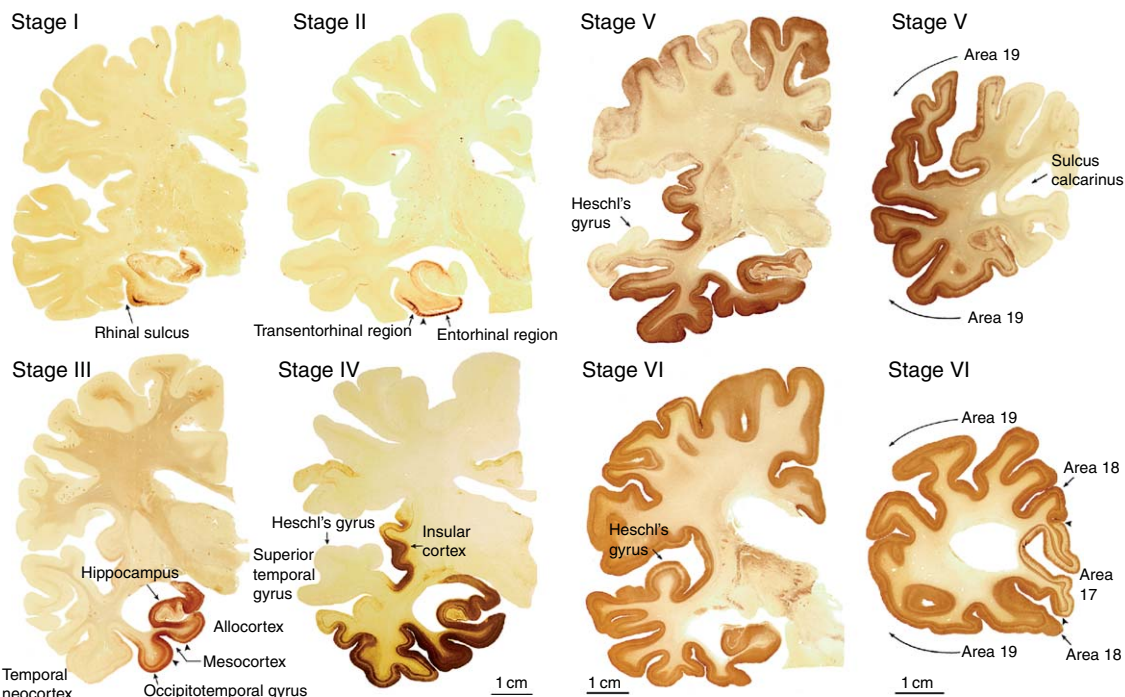 Stage I
Stage II
Stage V
Stage V
Area 19
Sulcus
calcarinus
Heschl's
gyrus
Rhinal sulcus
Transentorhinal region
Entorhinal region
Area 19
Stage III
Stage IV
Stage VI
Stage VI
Area 19
Area 18
Heschl's gyrus
Insular
cortex
Superior
temporal
gyrus
Heschl's
gyrus
Hippocampus
Area
17
Allocortex
Mesocortex
Area 19
Area 18
Temporal
neocortex
Occipitotemporal gyrus
1 cm
1 cm
1 cm